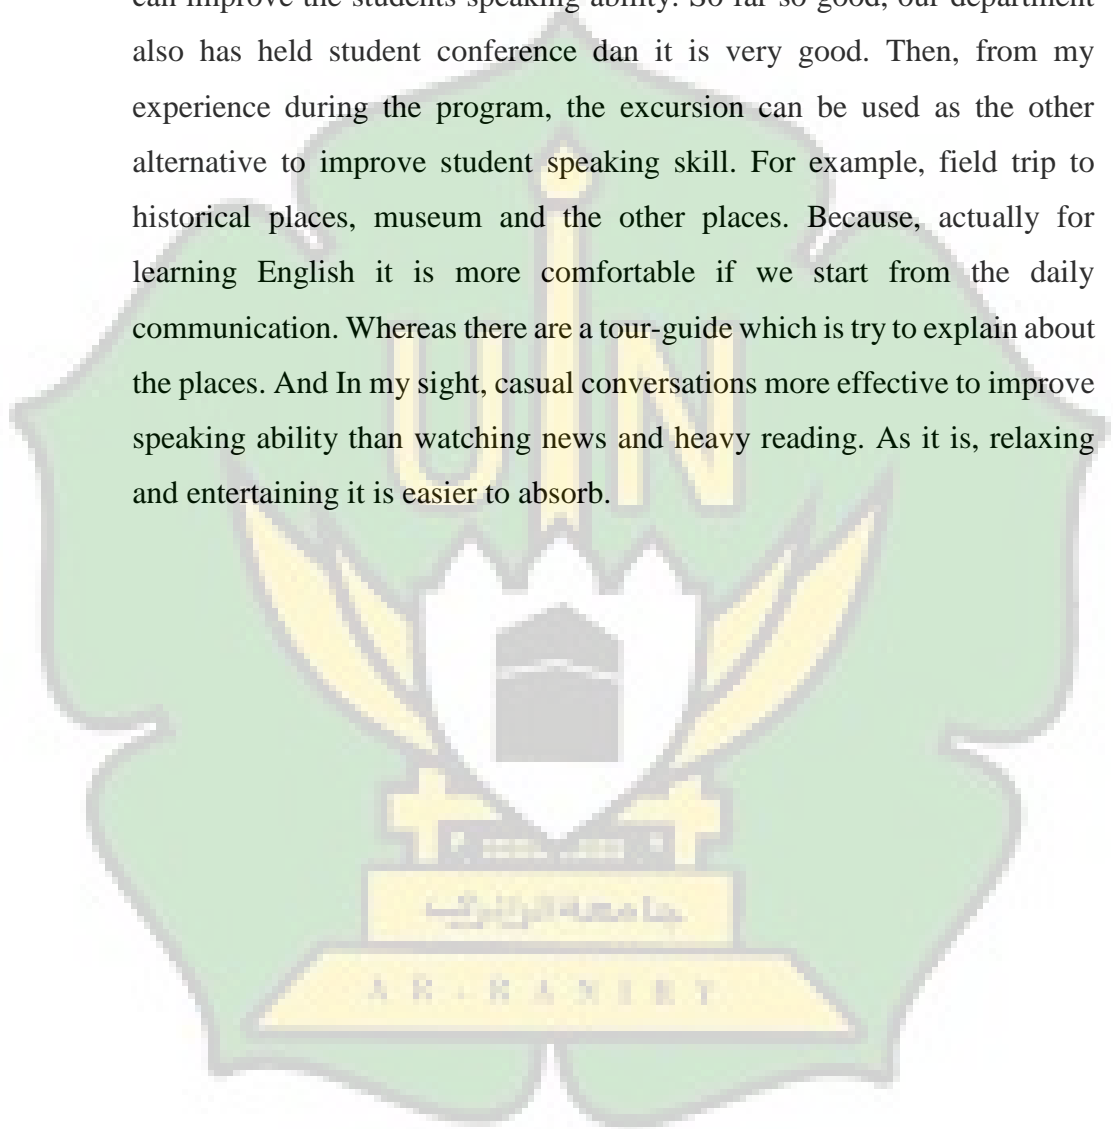 can improve the students speaking ability. So far so good, our department
also has held student conference dan it is very good. Then, from my
experience during the program, the excursion can be used as the other
alternative to improve student speaking skill. For example, field trip to
historical places, museum and the other places. Because, actually for
learning English it is more comfortable if we start from the daily
communication. Whereas there are a tour-guide which is try to explain about
the places. And In my sight, casual conversations more effective to improve
speaking ability than watching news and heavy reading. As it is, relaxing
and entertaining it is easier to absorb.
UIN
جامعة الرانيري
AR-RANIRY